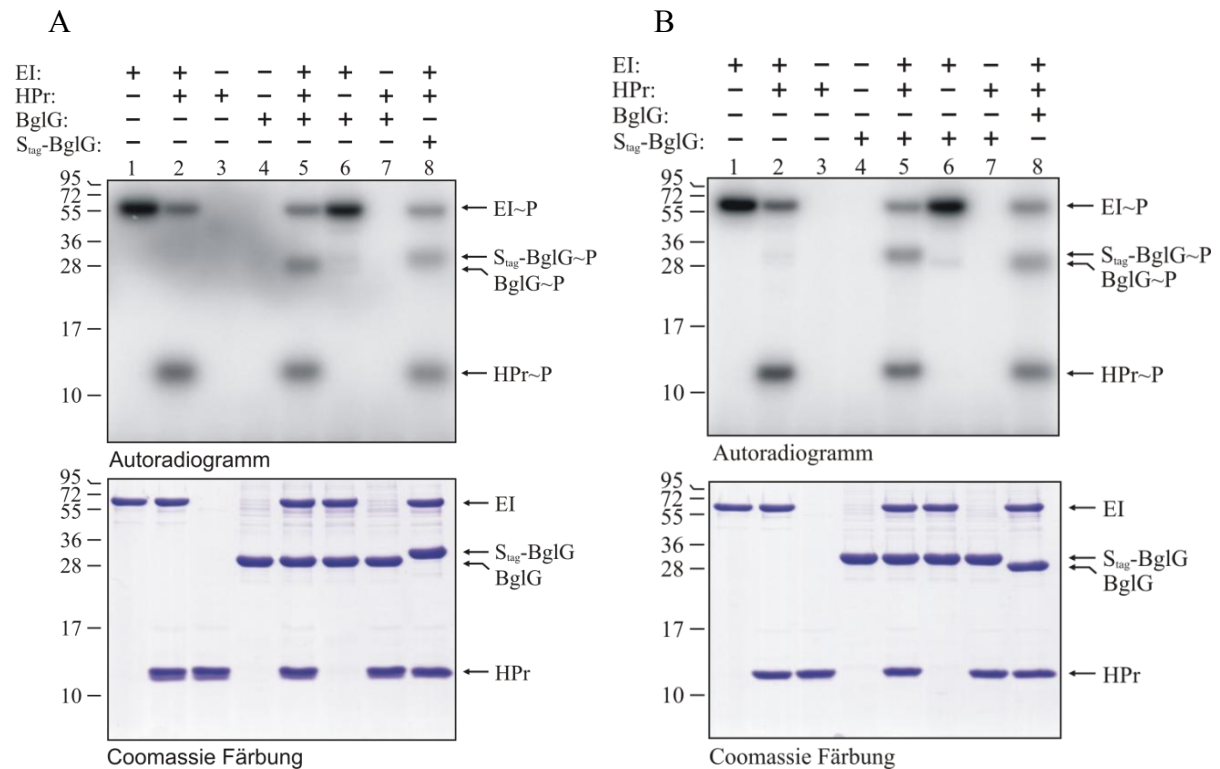 A
EI: + + - - + + - +
HPr: - + + - + - + +
BglG: - - - + + + + -
Stag-BglG: - - - - - - - +
1 2 3 4 5 6 7 8
95
72
55
36
28
17
10
EI~P
Stag-BglG~P
BglG~P
HPr~P
Autoradiogramm
95
72
55
36
28
17
10
EI
Stag-BglG
BglG
HPr
Coomassie Färbung
B
EI: + + - - + + - +
HPr: - + + - + - + +
BglG: - - - - - - - +
Stag-BglG: - - - + + + + -
1 2 3 4 5 6 7 8
95
72
55
36
28
17
10
EI~P
Stag-BglG~P
BglG~P
HPr~P
Autoradiogramm
95
72
55
36
28
17
10
EI
Stag-BglG
BglG
HPr
Coomassie Färbung